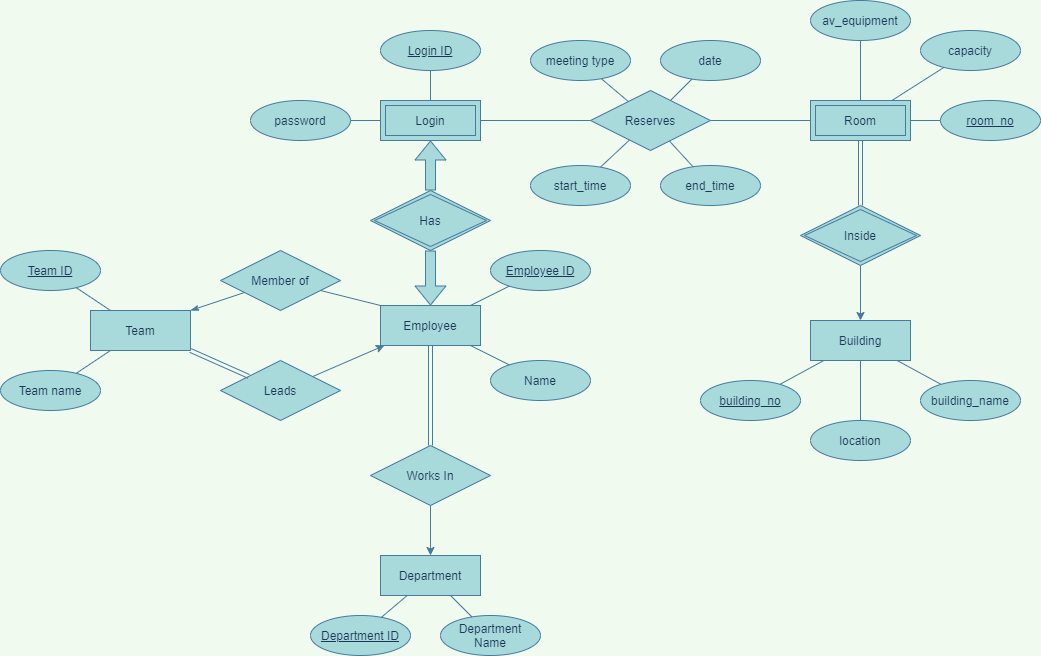 av_equipment
Login ID
capacity
meeting type
date
password
Login
Reserves
Room
room_no
start_time
end_time
Has
Inside
Team ID
Member of
Employee ID
Team
Employee
Building
Team name
Leads
Name
building_no
building_name
location
Works In
Department
Department ID
Department
Name